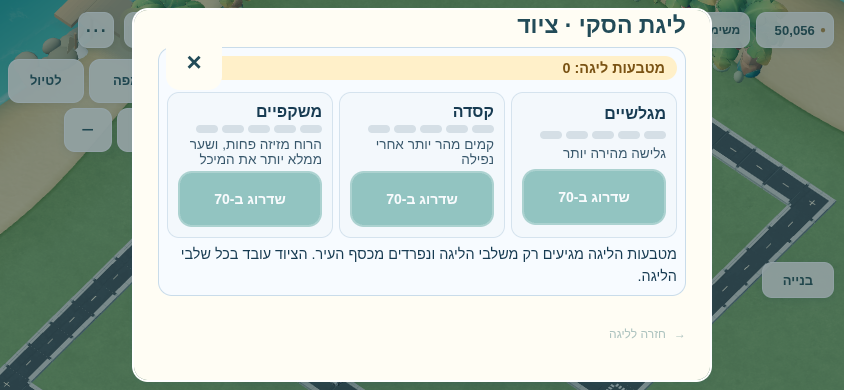 50,056
משימ
...
לטיול
מפה
–
בנייה
ליגת הסקי · ציוד
×
מטבעות ליגה: 0
מגלשיים
גלישה מהירה יותר
שדרוג ב-70
קסדה
קמים מהר יותר אחרי
נפילה
שדרוג ב-70
משקפיים
הרוח מזיזה פחות, ושער
ממלא יותר את המיכל
שדרוג ב-70
מטבעות הליגה מגיעים רק משלבי הליגה ונפרדים מכסף העיר. הציוד עובד בכל שלבי
הליגה.
→ חזרה לליגה